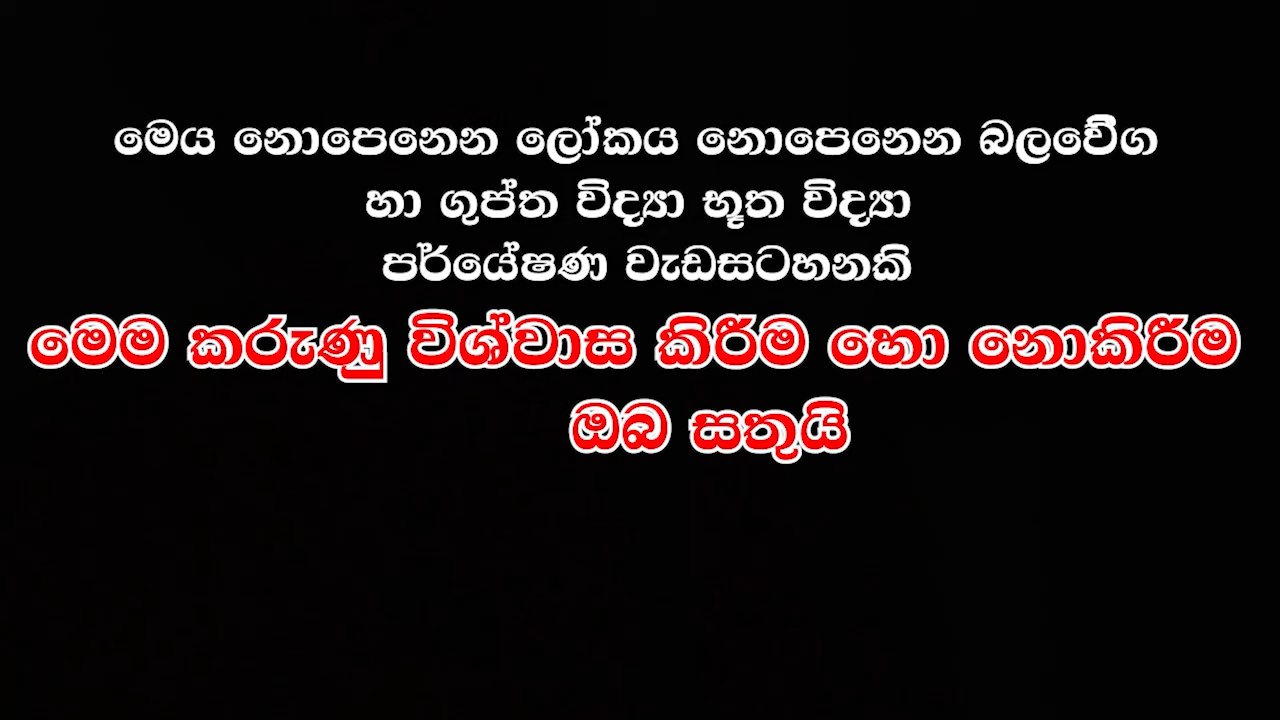 මෙය නොපෙනෙන ලෝකය නොපෙනෙන බලවේග
හා ගුප්ත විද්‍යා භූත විද්‍යා
පර්යේෂණ වැඩසටහනකි
මෙම කරුණු විශ්වාස කිරීම හො නොකිරීම
ඔබ සතුයි